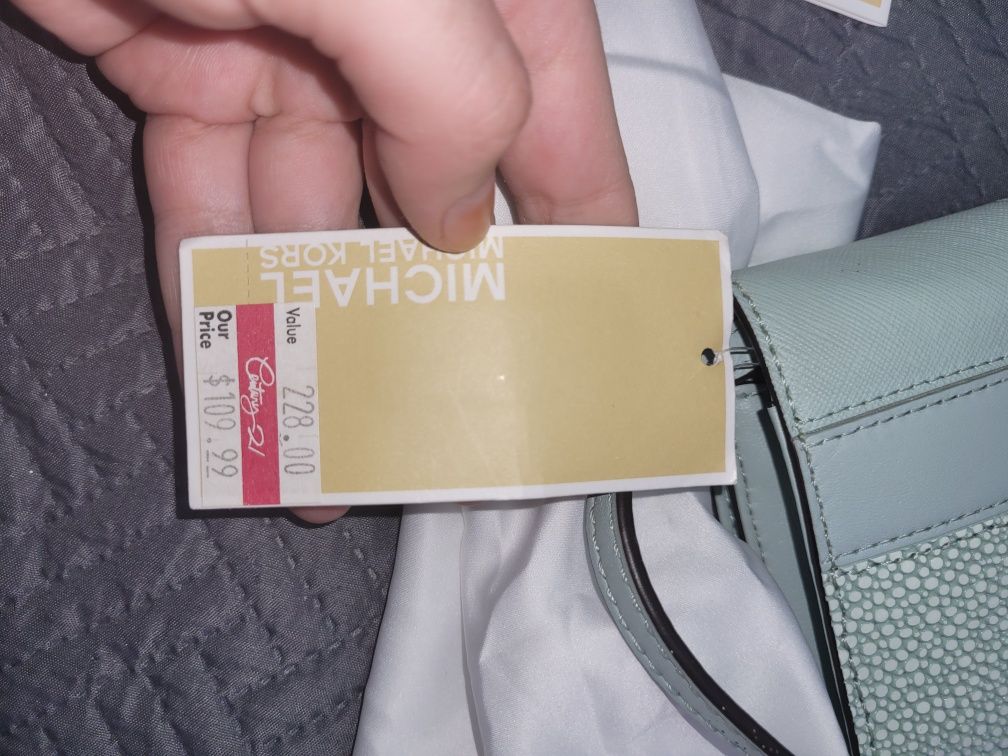 MICHAEL
MICHAEL KORS
Value
228.00
Century 21
Our
Price
$109.99